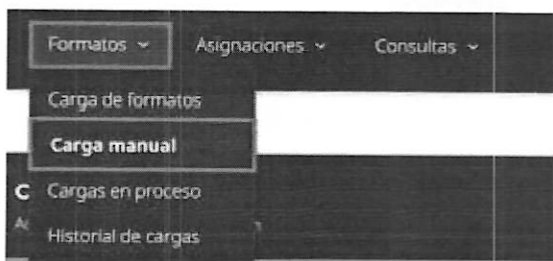 Formatos Asignaciones Consultas
Carga de formatos
Carga manual
Cargas en proceso
Historial de cargas